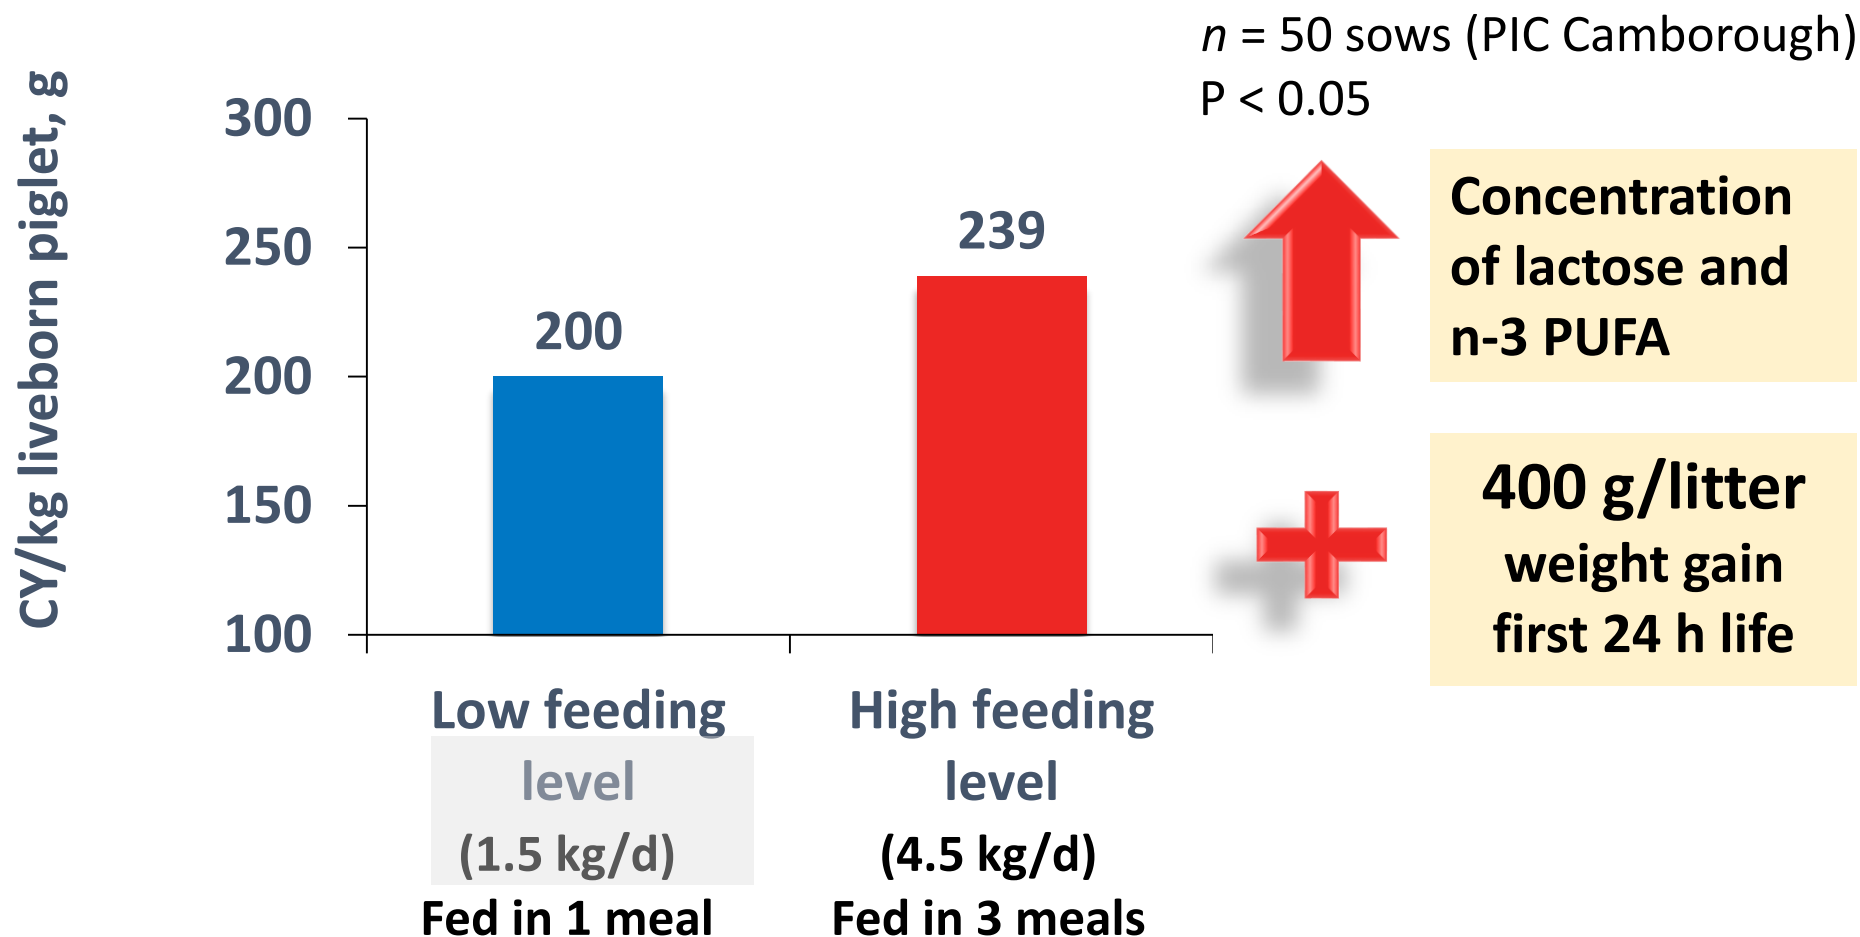 n = 50 sows (PIC Camborough)
P < 0.05
CY/kg liveborn piglet, g
300
250
200
150
100
200
239
Low feeding
level
(1.5 kg/d)
Fed in 1 meal
High feeding
level
(4.5 kg/d)
Fed in 3 meals
Concentration
of lactose and
n-3 PUFA
400 g/litter
weight gain
first 24 h life